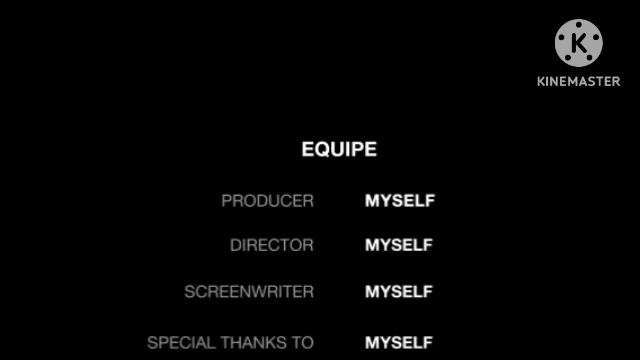 K
KINEMASTER
EQUIPE
PRODUCER MYSELF
DIRECTOR MYSELF
SCREENWRITER MYSELF
SPECIAL THANKS TO MYSELF